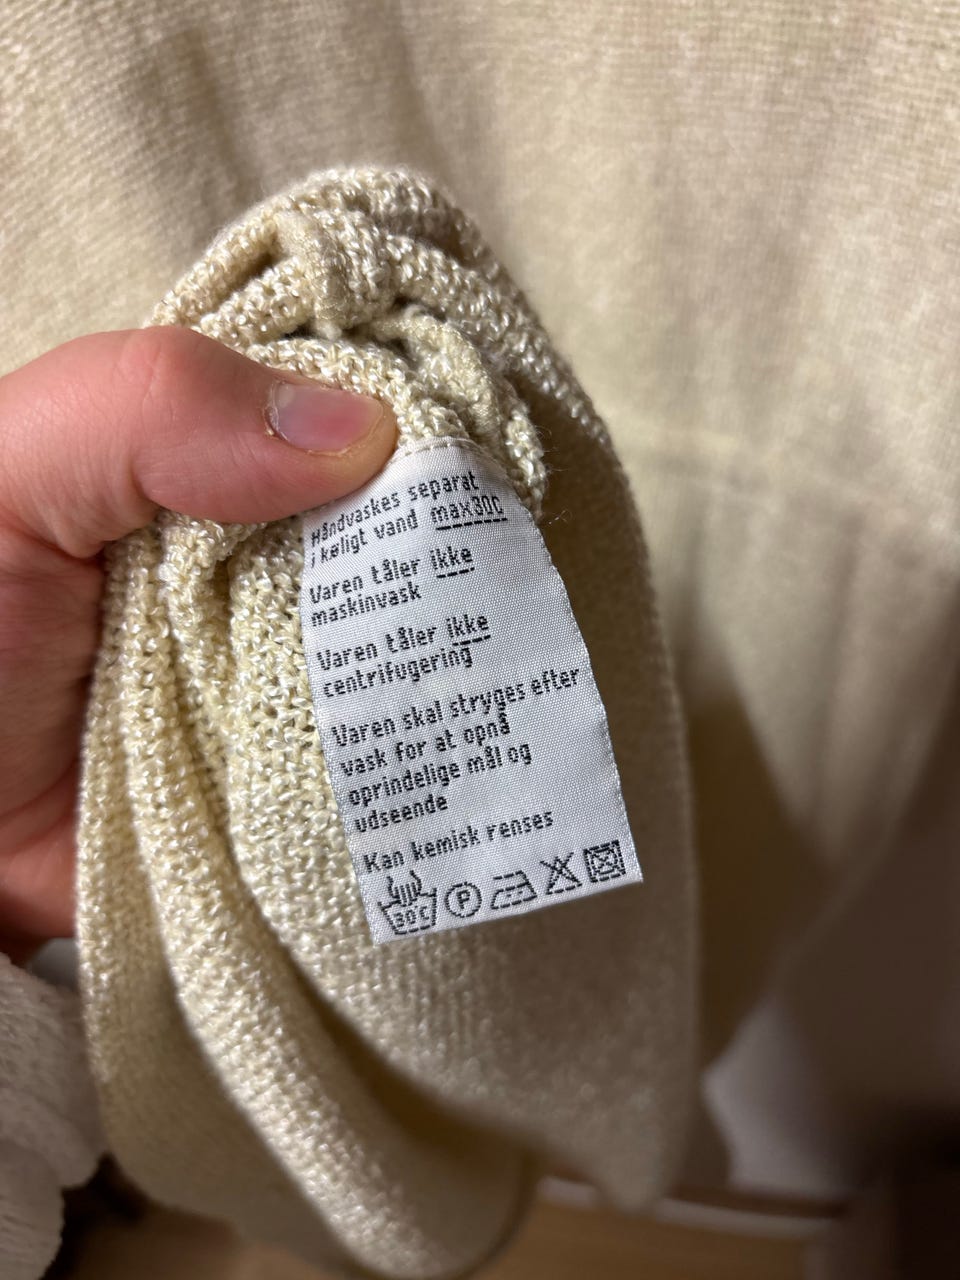 Håndvaskes separat
i køligt vand max30C
Varen tåler ikke
maskinvask
Varen tåler ikke
centrifugering
Varen skal stryges efter
vask for at opnå
oprindelige mål og
udseende
Kan kemisk renses
30°C P